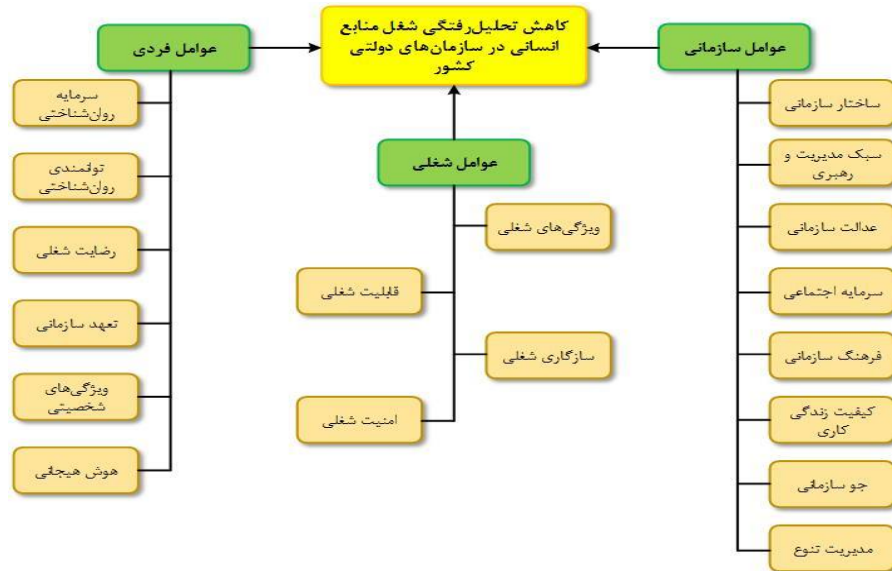 کاهش تحلیل‌رفتگی شغل منابع
انسانی در سازمان‌های دولتی
کشور
عوامل سازمانی
ساختار سازمانی
سبک مدیریت و
رهبری
عدالت سازمانی
سرمایه اجتماعی
فرهنگ سازمانی
کیفیت زندگی
کاری
جو سازمانی
مدیریت تنوع
عوامل شغلی
ویژگی‌های شغلی
قابلیت شغلی
سازگاری شغلی
امنیت شغلی
عوامل فردی
سرمایه
روان‌شناختی
توانمندی
روان‌شناختی
رضایت شغلی
تعهد سازمانی
ویژگی‌های
شخصیتی
هوش هیجانی